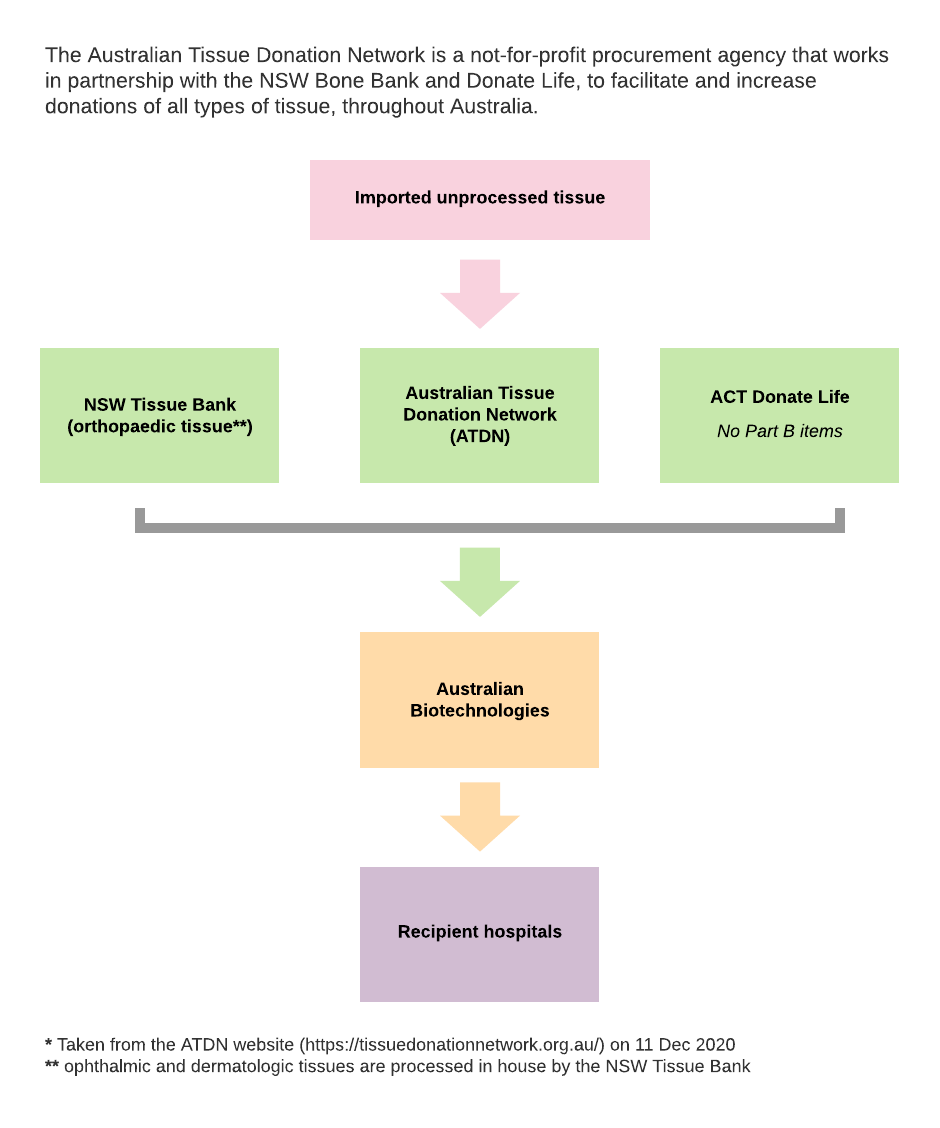 The Australian Tissue Donation Network is a not-for-profit procurement agency that works
in partnership with the NSW Bone Bank and Donate Life, to facilitate and increase
donations of all types of tissue, throughout Australia.
Imported unprocessed tissue
NSW Tissue Bank
(orthopaedic tissue**)
Australian Tissue
Donation Network
(ATDN)
ACT Donate Life
No Part B items
Australian
Biotechnologies
Recipient hospitals
* Taken from the ATDN website (https://tissuedonationnetwork.org.au/) on 11 Dec 2020
** ophthalmic and dermatologic tissues are processed in house by the NSW Tissue Bank